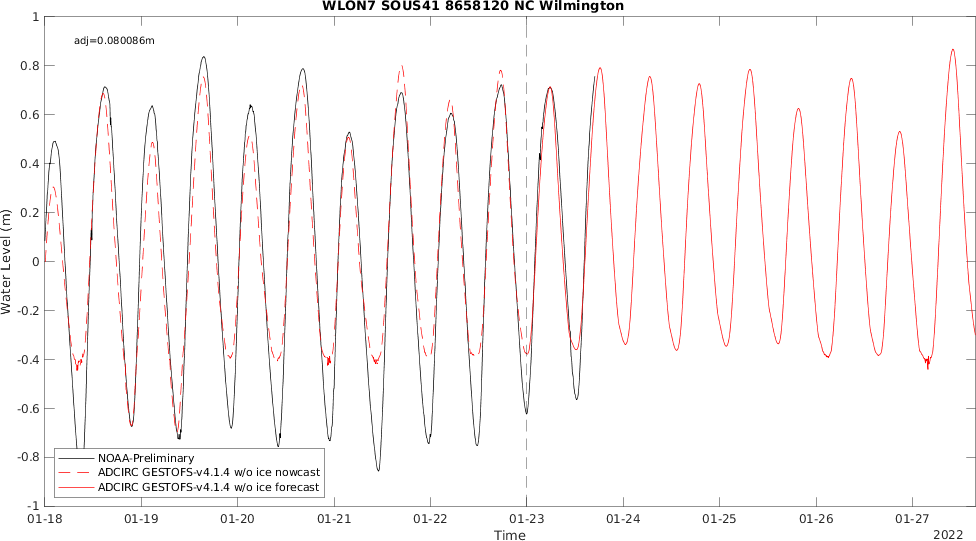 WLON7 SOUS41 8658120 NC Wilmington
adj=0.080086m
Water Level (m)
1
0.8
0.6
0.4
0.2
0
-0.2
-0.4
-0.6
-0.8
-1
NOAA-Preliminary
ADCIRC GESTOFS-v4.1.4 w/o ice nowcast
ADCIRC GESTOFS-v4.1.4 w/o ice forecast
01-18 01-19 01-20 01-21 01-22 01-23 01-24 01-25 01-26 01-27
Time
2022